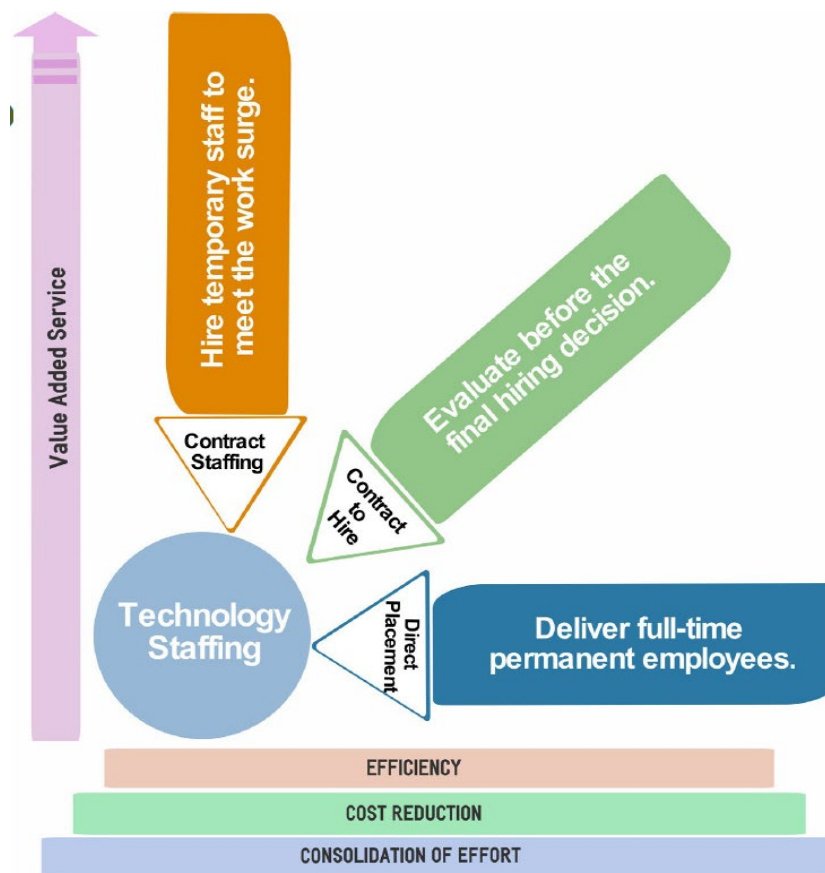 Value Added Service
Hire temporary staff to
meet the work surge.
Contract
Staffing
Evaluate before the
final hiring decision.
Contract
to
Hire
Technology
Staffing
Direct
Placement
Deliver full-time
permanent employees.
EFFICIENCY
COST REDUCTION
CONSOLIDATION OF EFFORT